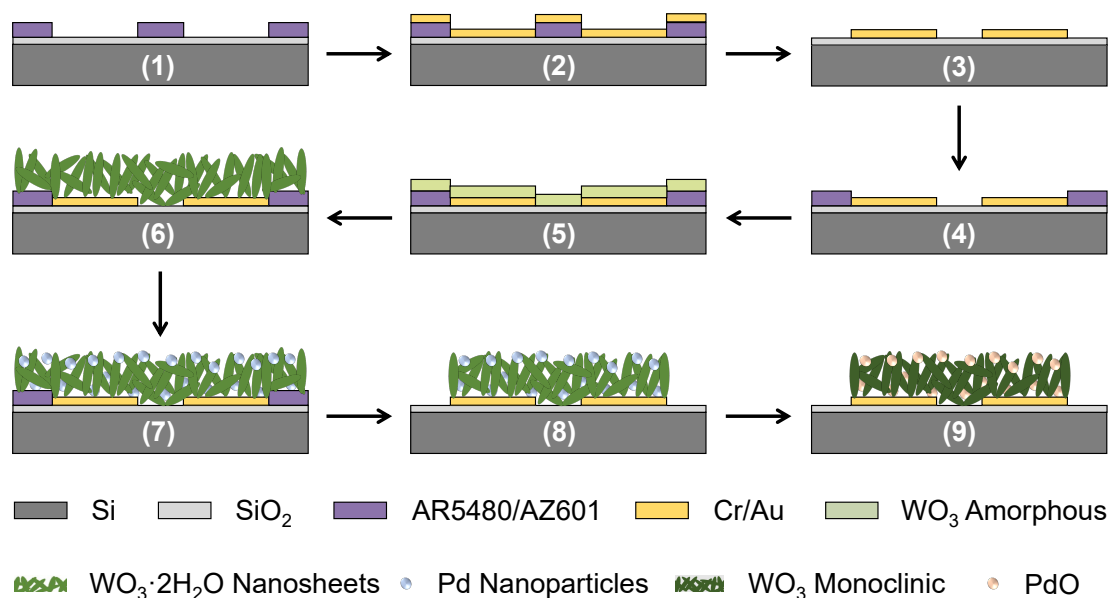 (1) (2) (3)
(6) (5) (4)
(7) (8) (9)
Si SiO₂ AR5480/AZ601 Cr/Au WO₃ Amorphous
WO₃·2H₂O Nanosheets Pd Nanoparticles WO₃ Monoclinic PdO